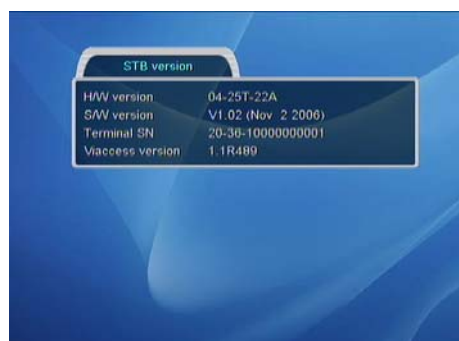 STB version
H/W version 04-25T-22A
S/W version V1.02 (Nov 2 2006)
Terminal SN 20-36-10000000001
Viaccess version 1.1R489